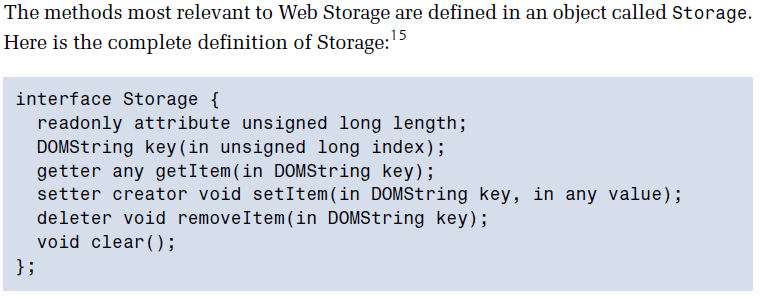 The methods most relevant to Web Storage are defined in an object called Storage.
Here is the complete definition of Storage:15
interface Storage {
  readonly attribute unsigned long length;
  DOMString key(in unsigned long index);
  getter any getItem(in DOMString key);
  setter creator void setItem(in DOMString key, in any value);
  deleter void removeItem(in DOMString key);
  void clear();
};